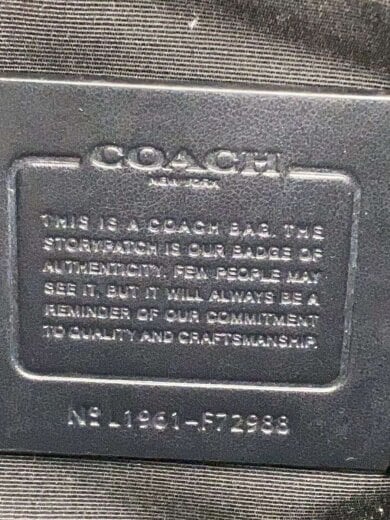 COACH
NEW YORK
THIS IS A COACH BAG. THE
STORYPATCH IS OUR BADGE OF
AUTHENTICITY. FEW PEOPLE MAY
SEE IT, BUT IT WILL ALWAYS BE A
REMINDER OF OUR COMMITMENT
TO QUALITY AND CRAFTSMANSHIP.
Nº L1961-F72988